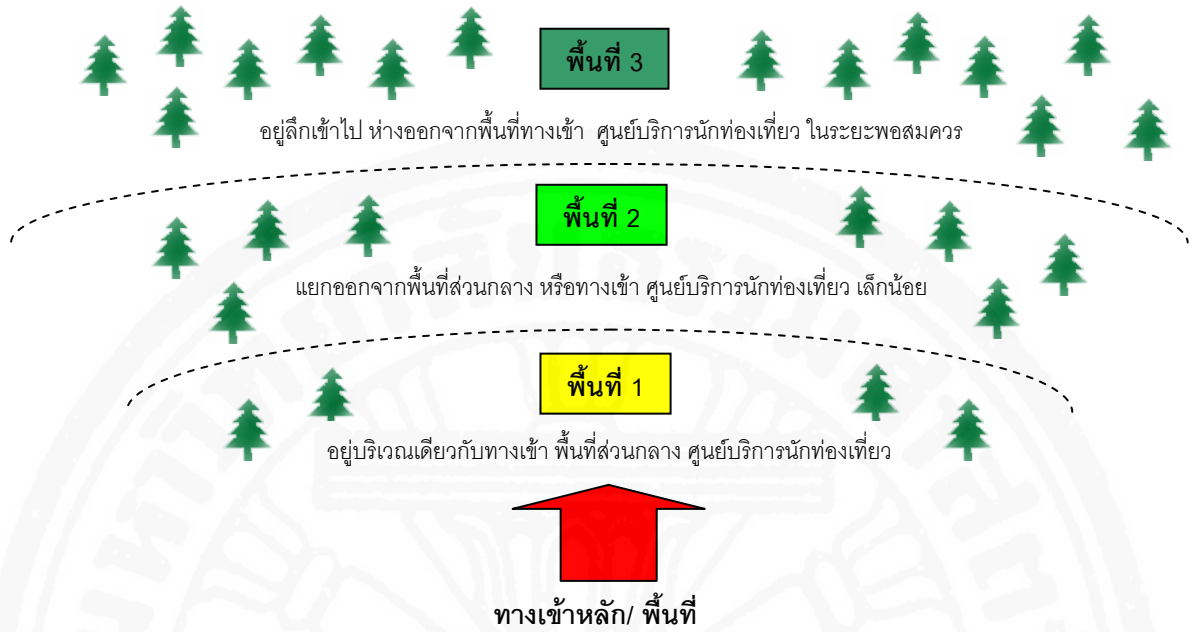 พื้นที่ 3
อยู่ลึกเข้าไป ห่างออกจากพื้นที่ทางเข้า ศูนย์บริการนักท่องเที่ยว ในระยะพอสมควร
พื้นที่ 2
แยกออกจากพื้นที่ส่วนกลาง หรือทางเข้า ศูนย์บริการนักท่องเที่ยว เล็กน้อย
พื้นที่ 1
อยู่บริเวณเดียวกับทางเข้า พื้นที่ส่วนกลาง ศูนย์บริการนักท่องเที่ยว
ทางเข้าหลัก/ พื้นที่